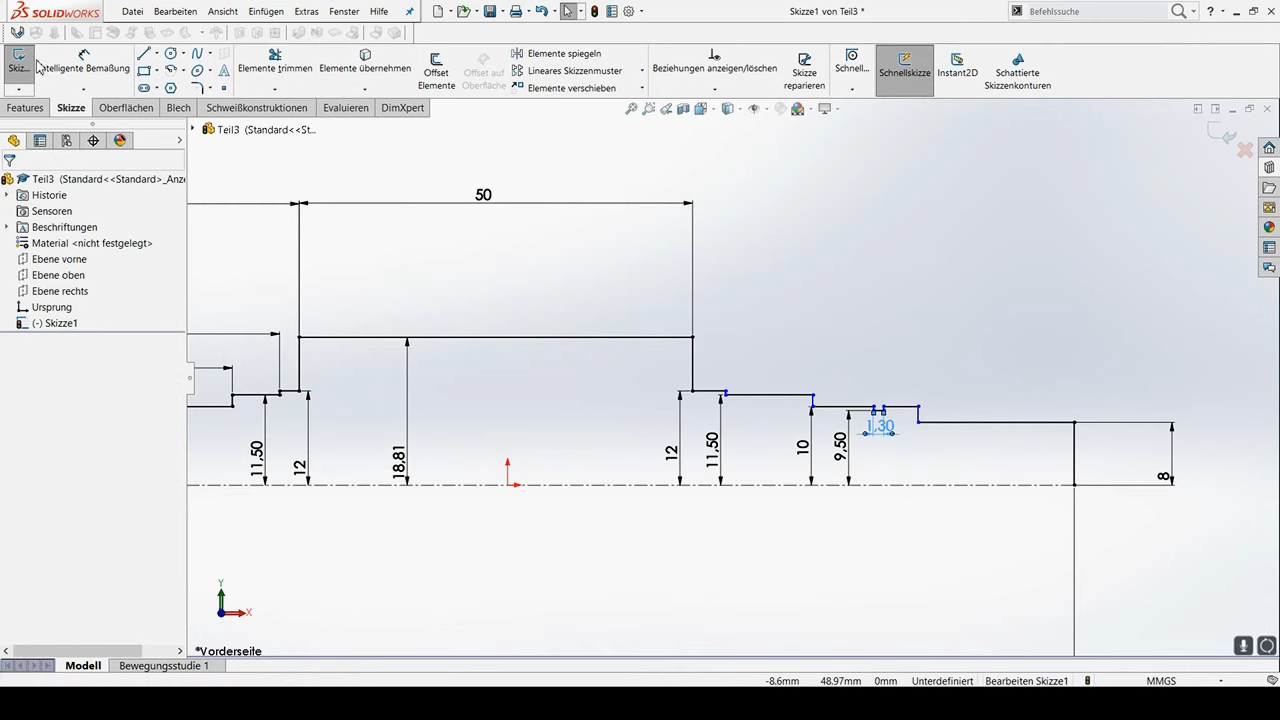 SOLIDWORKS Datei Bearbeiten Ansicht Einfügen Extras Fenster Hilfe Skizze1 von Teil3 * Befehlssuche
Skiz... Intelligente Bemaßung Elemente trimmen Elemente übernehmen Offset Elemente Offset auf Oberfläche Elemente spiegeln Lineares Skizzenmuster Elemente verschieben Beziehungen anzeigen/löschen Skizze reparieren Schnell... Schnellskizze Instant2D Schattierte Skizzenkonturen
Features Skizze Oberflächen Blech Schweißkonstruktionen Evaluieren DimXpert
Teil3 (Standard<<St...
Teil3 (Standard<<Standard>_Anze
Historie
Sensoren
Beschriftungen
Material <nicht festgelegt>
Ebene vorne
Ebene oben
Ebene rechts
Ursprung
(-) Skizze1
50
11,50
12
18,81
12
11,50
10
9,50
1,30
8
Y
X
*Vorderseite
Modell Bewegungsstudie 1
-8.6mm 48.97mm 0mm Unterdefiniert Bearbeiten Skizze1 MMGS